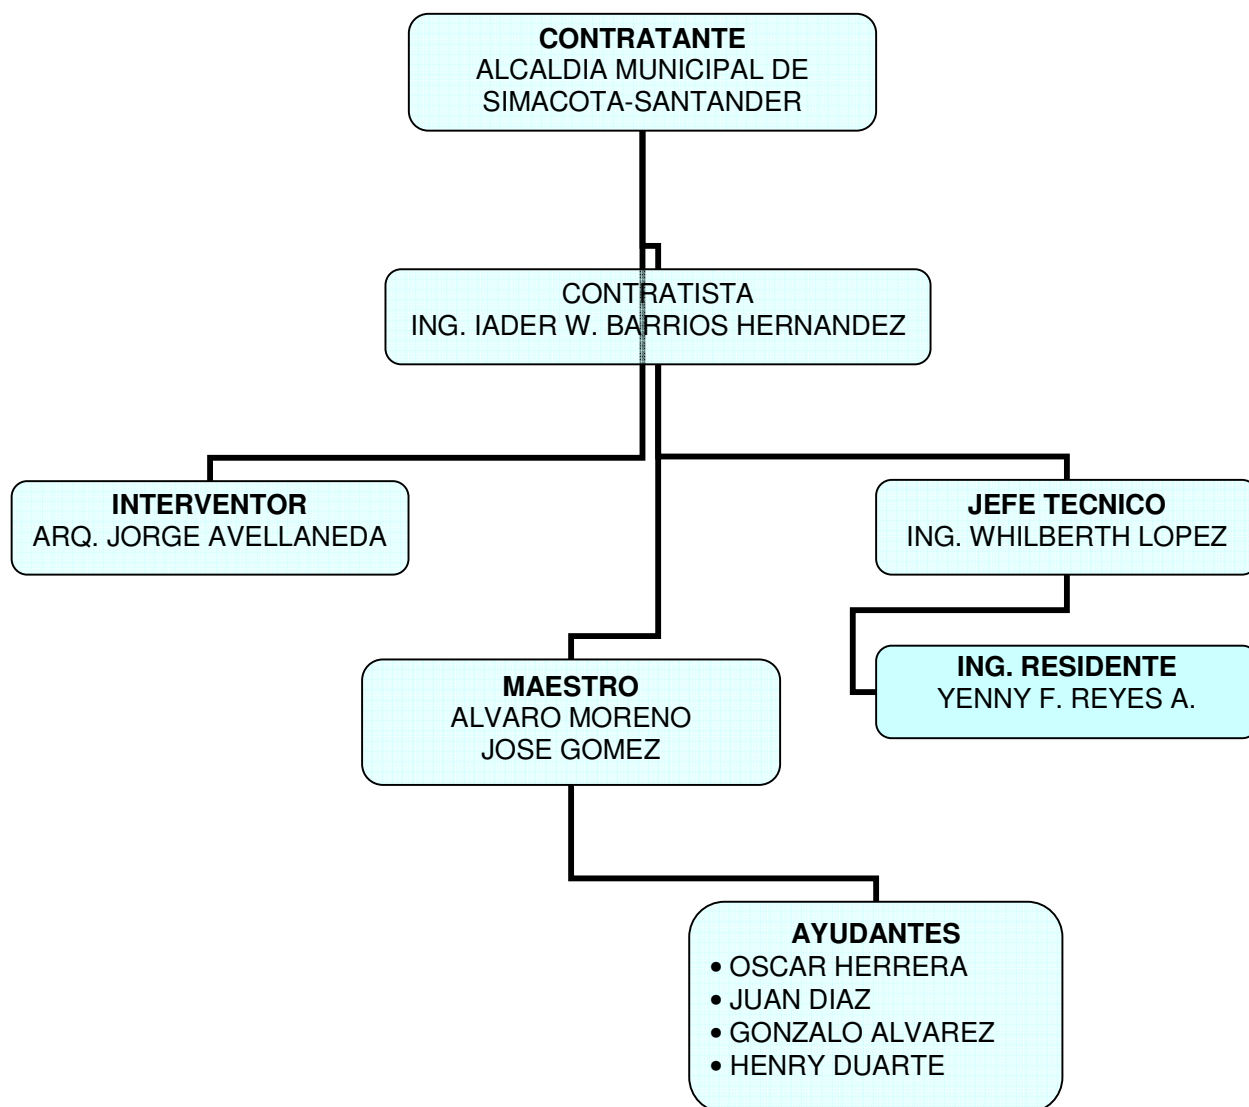 CONTRATANTE
ALCALDIA MUNICIPAL DE
SIMACOTA-SANTANDER
CONTRATISTA
ING. IADER W. BARRIOS HERNANDEZ
INTERVENTOR
ARQ. JORGE AVELLANEDA
JEFE TECNICO
ING. WHILBERTH LOPEZ
ING. RESIDENTE
YENNY F. REYES A.
MAESTRO
ALVARO MORENO
JOSE GOMEZ
AYUDANTES
• OSCAR HERRERA
• JUAN DIAZ
• GONZALO ALVAREZ
• HENRY DUARTE